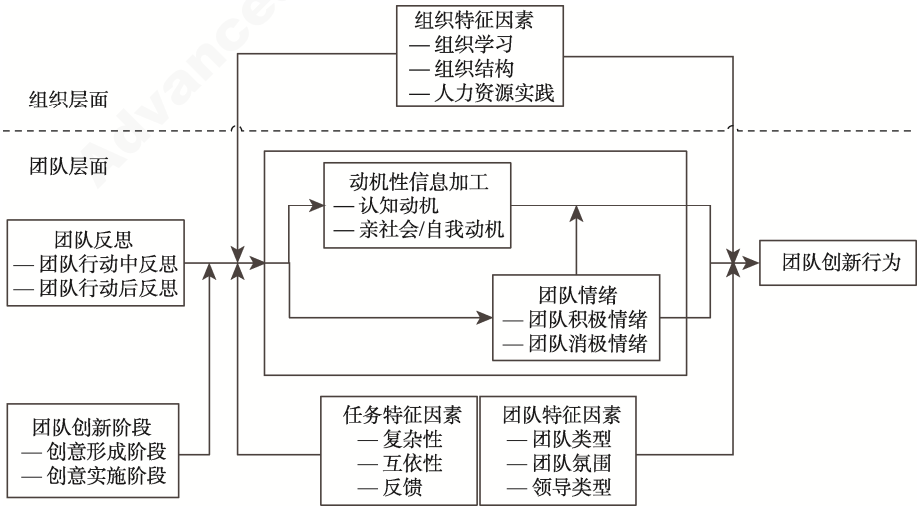 Advances
组织特征因素
— 组织学习
— 组织结构
— 人力资源实践
组织层面
团队层面
动机性信息加工
— 认知动机
— 亲社会/自我动机
团队反思
— 团队行动中反思
— 团队行动后反思
团队创新行为
团队情绪
— 团队积极情绪
— 团队消极情绪
团队创新阶段
— 创意形成阶段
— 创意实施阶段
任务特征因素
— 复杂性
— 互依性
— 反馈
团队特征因素
— 团队类型
— 团队氛围
— 领导类型